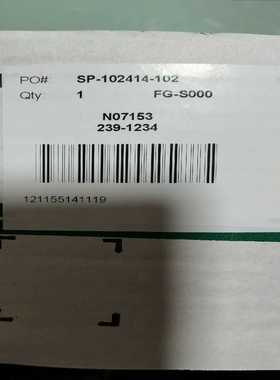 PO# SP-102414-102
Qty 1 FG-S000
N07153
239-1234
121155141119